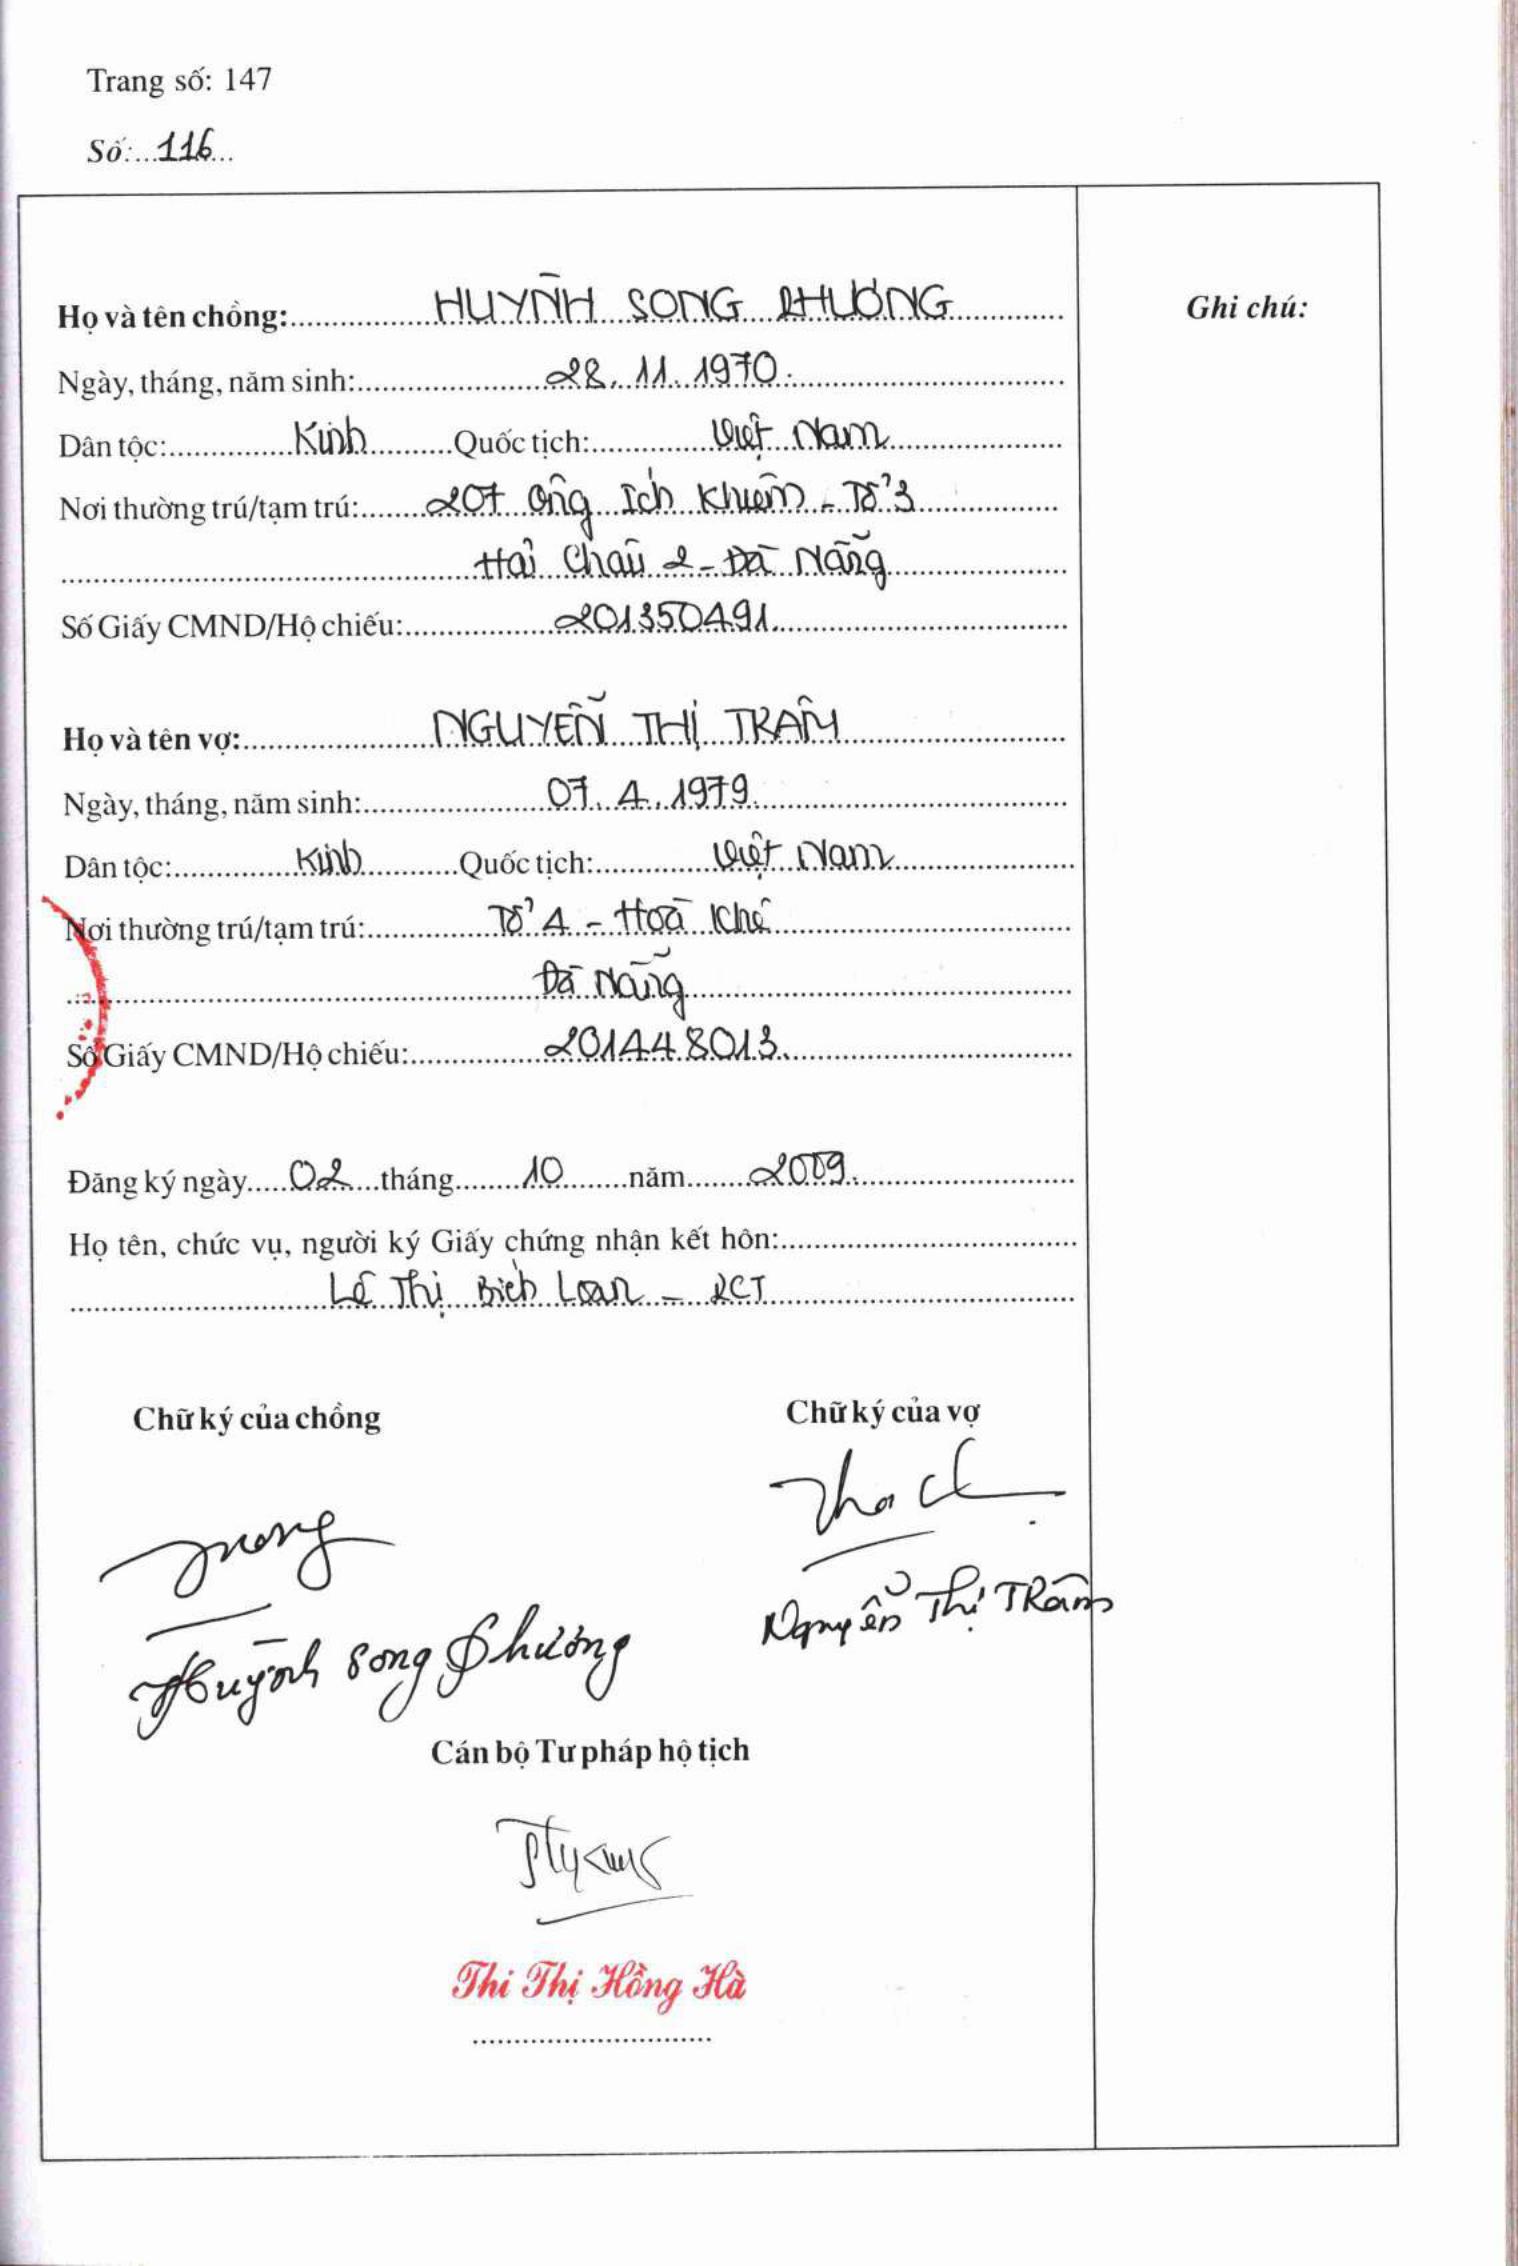 Trang số: 147
Số: 116
Ghi chú:
Họ và tên chồng: HUỲNH SONG PHƯƠNG
Ngày, tháng, năm sinh: 28.11.1970.
Dân tộc: Kinh Quốc tịch: Việt Nam
Nơi thường trú/tạm trú: 207 Ông Ích Khiêm - Tổ 3
Hải Châu 2 - Đà Nẵng
Số Giấy CMND/Hộ chiếu: 201350491.
Họ và tên vợ: NGUYỄN THỊ TRÂM
Ngày, tháng, năm sinh: 07.4.1979.
Dân tộc: Kinh Quốc tịch: Việt Nam
Nơi thường trú/tạm trú: Tổ 4 - Hoà Khê
Đà Nẵng
Số Giấy CMND/Hộ chiếu: 201448013.
Đăng ký ngày 02 tháng 10 năm 2009.
Họ tên, chức vụ, người ký Giấy chứng nhận kết hôn:
Lê Thị Bích Loan - PCT
Chữ ký của chồng Chữ ký của vợ
Nguyễn Thị Trâm
Huỳnh Song Phương
Cán bộ Tư pháp hộ tịch
Thi Thị Hồng Hà